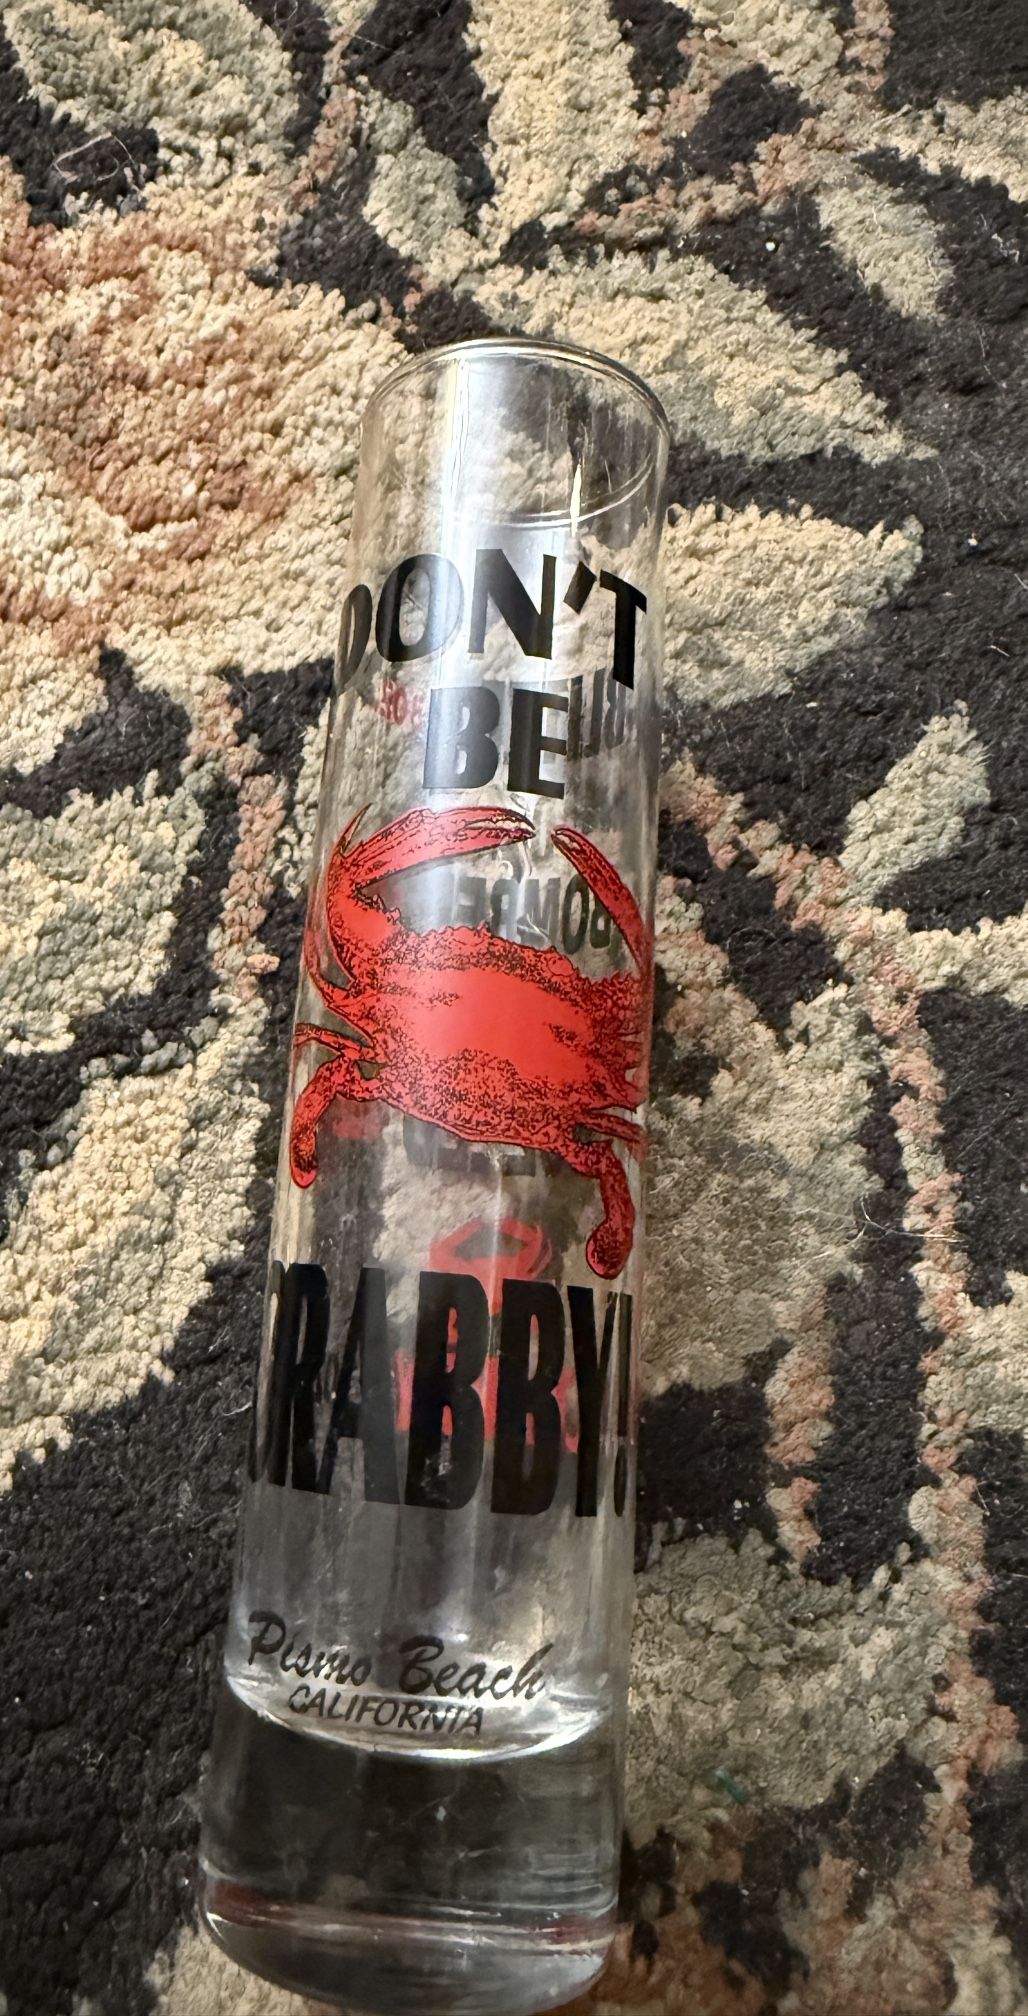 DON'T
BE
CRABBY!
Pismo Beach
CALIFORNIA